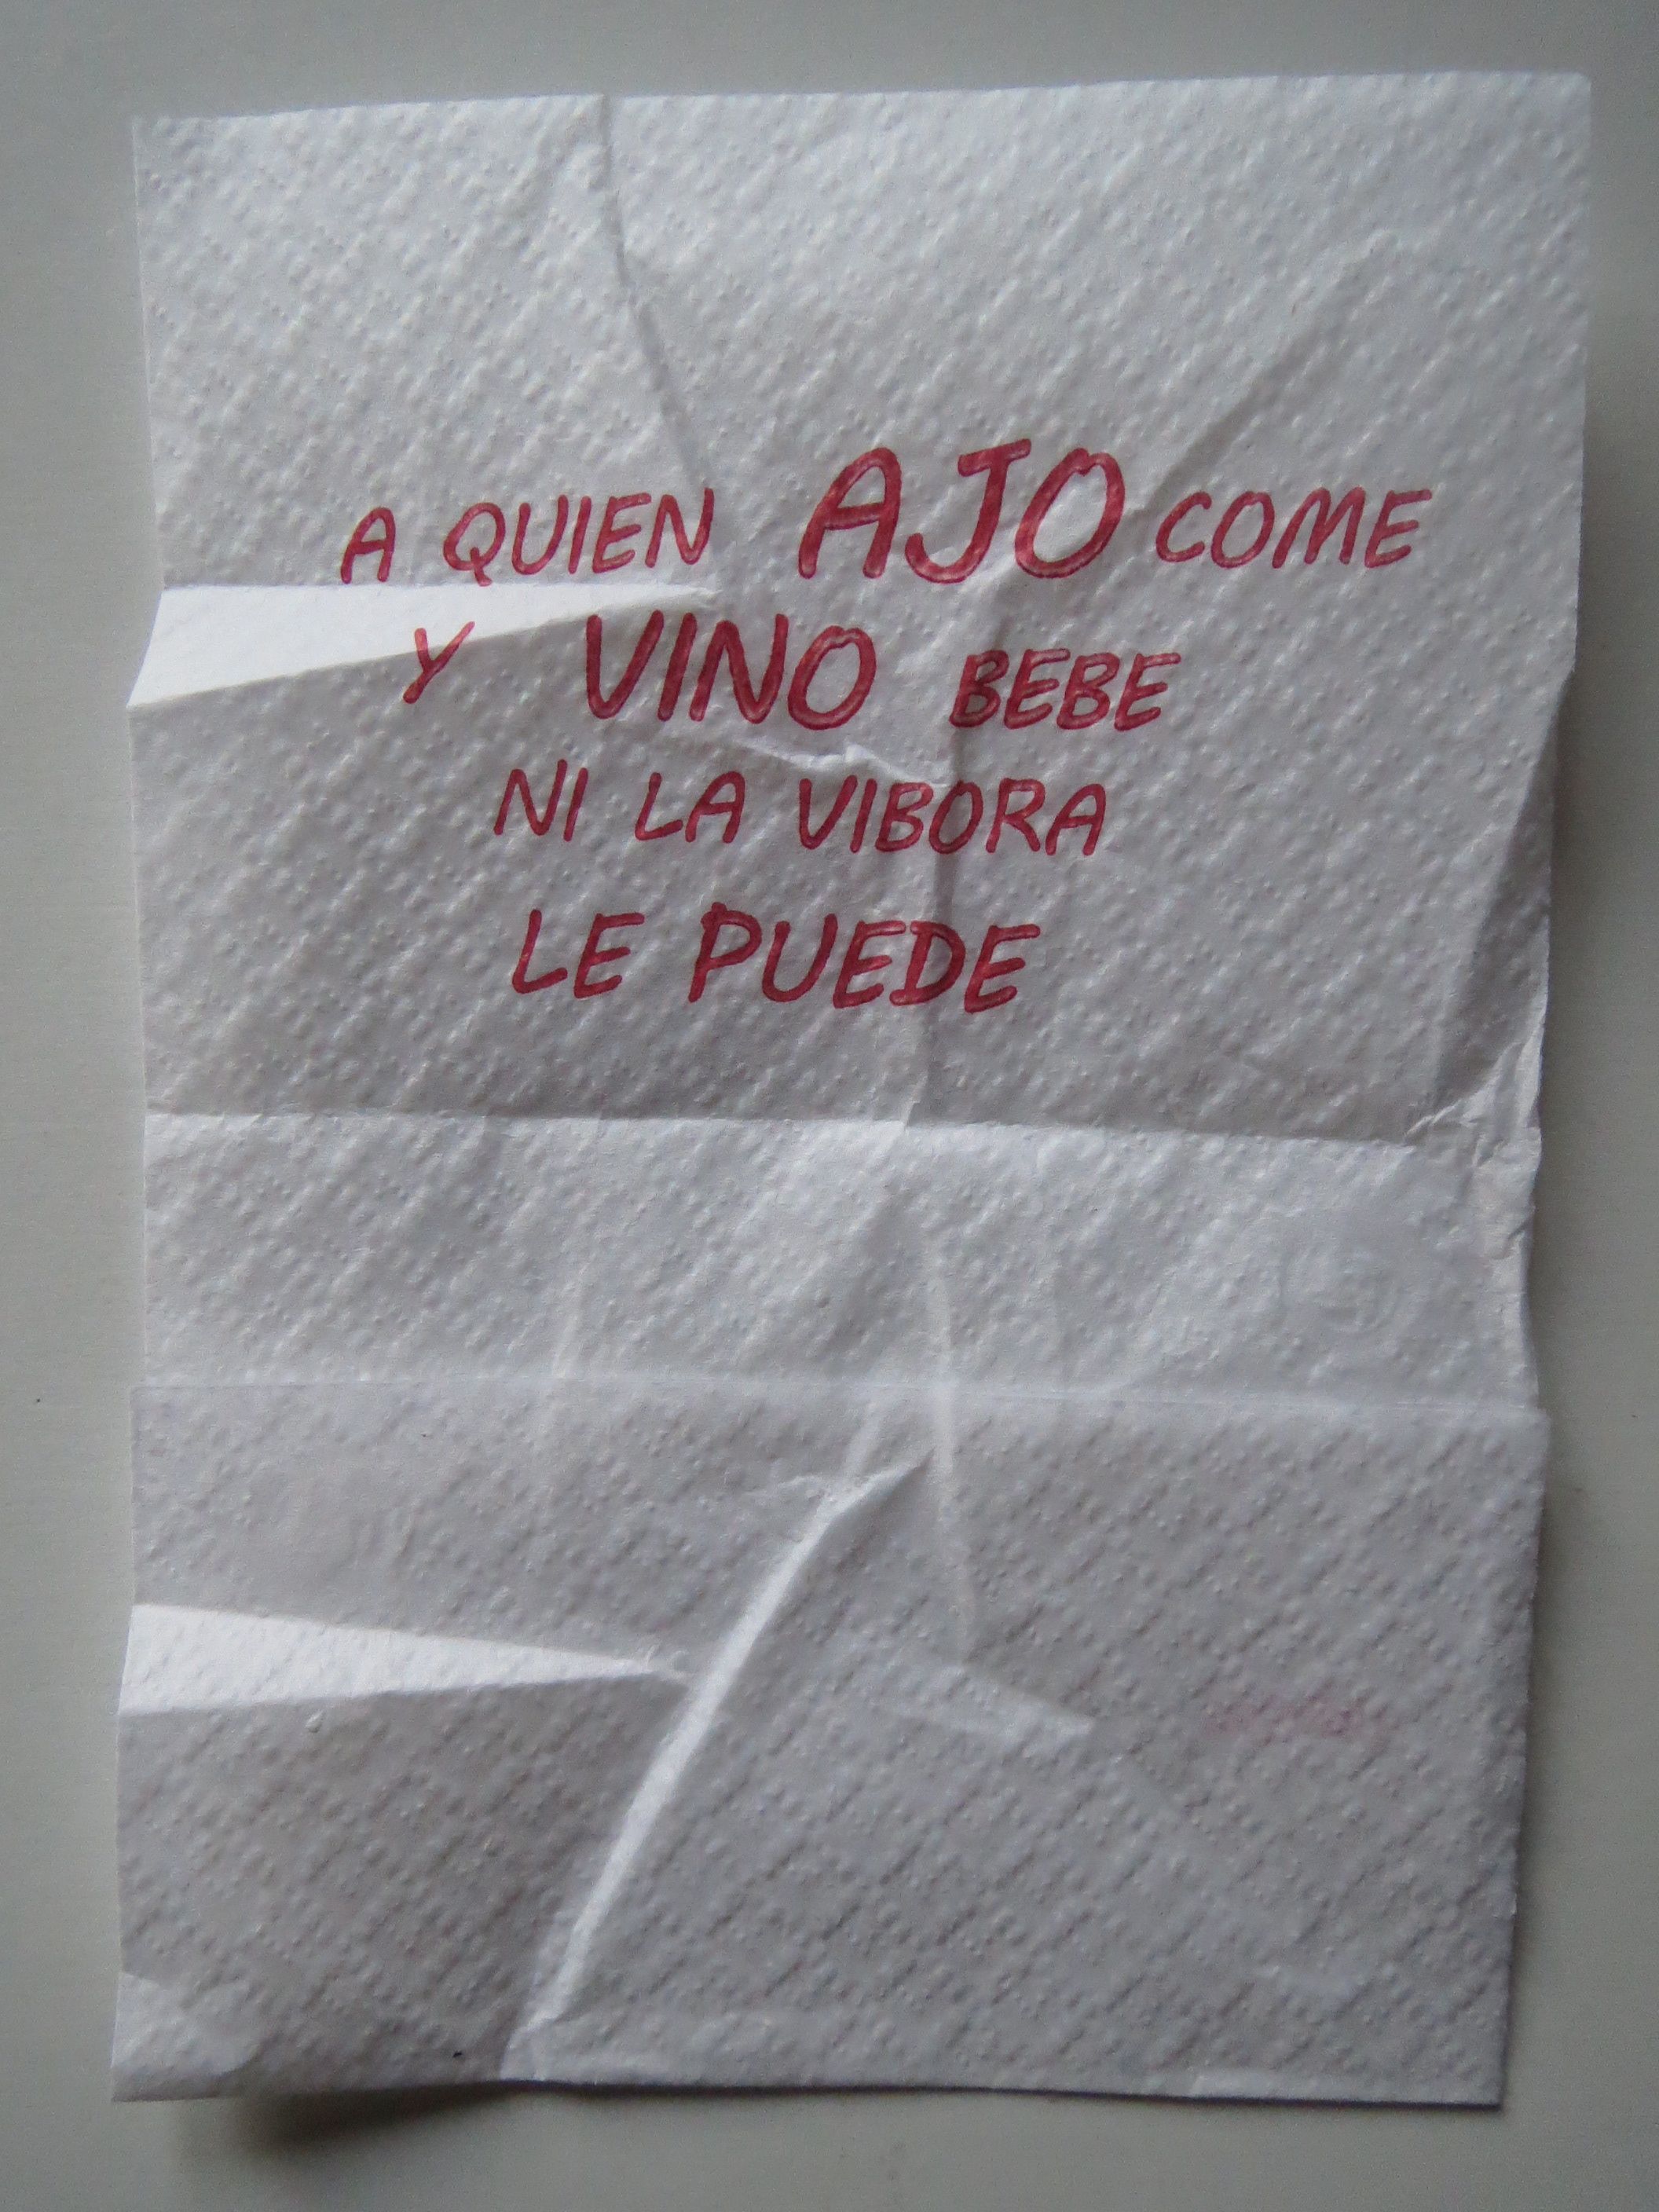 A QUIEN AJO COME
Y VINO BEBE
NI LA VIBORA
LE PUEDE